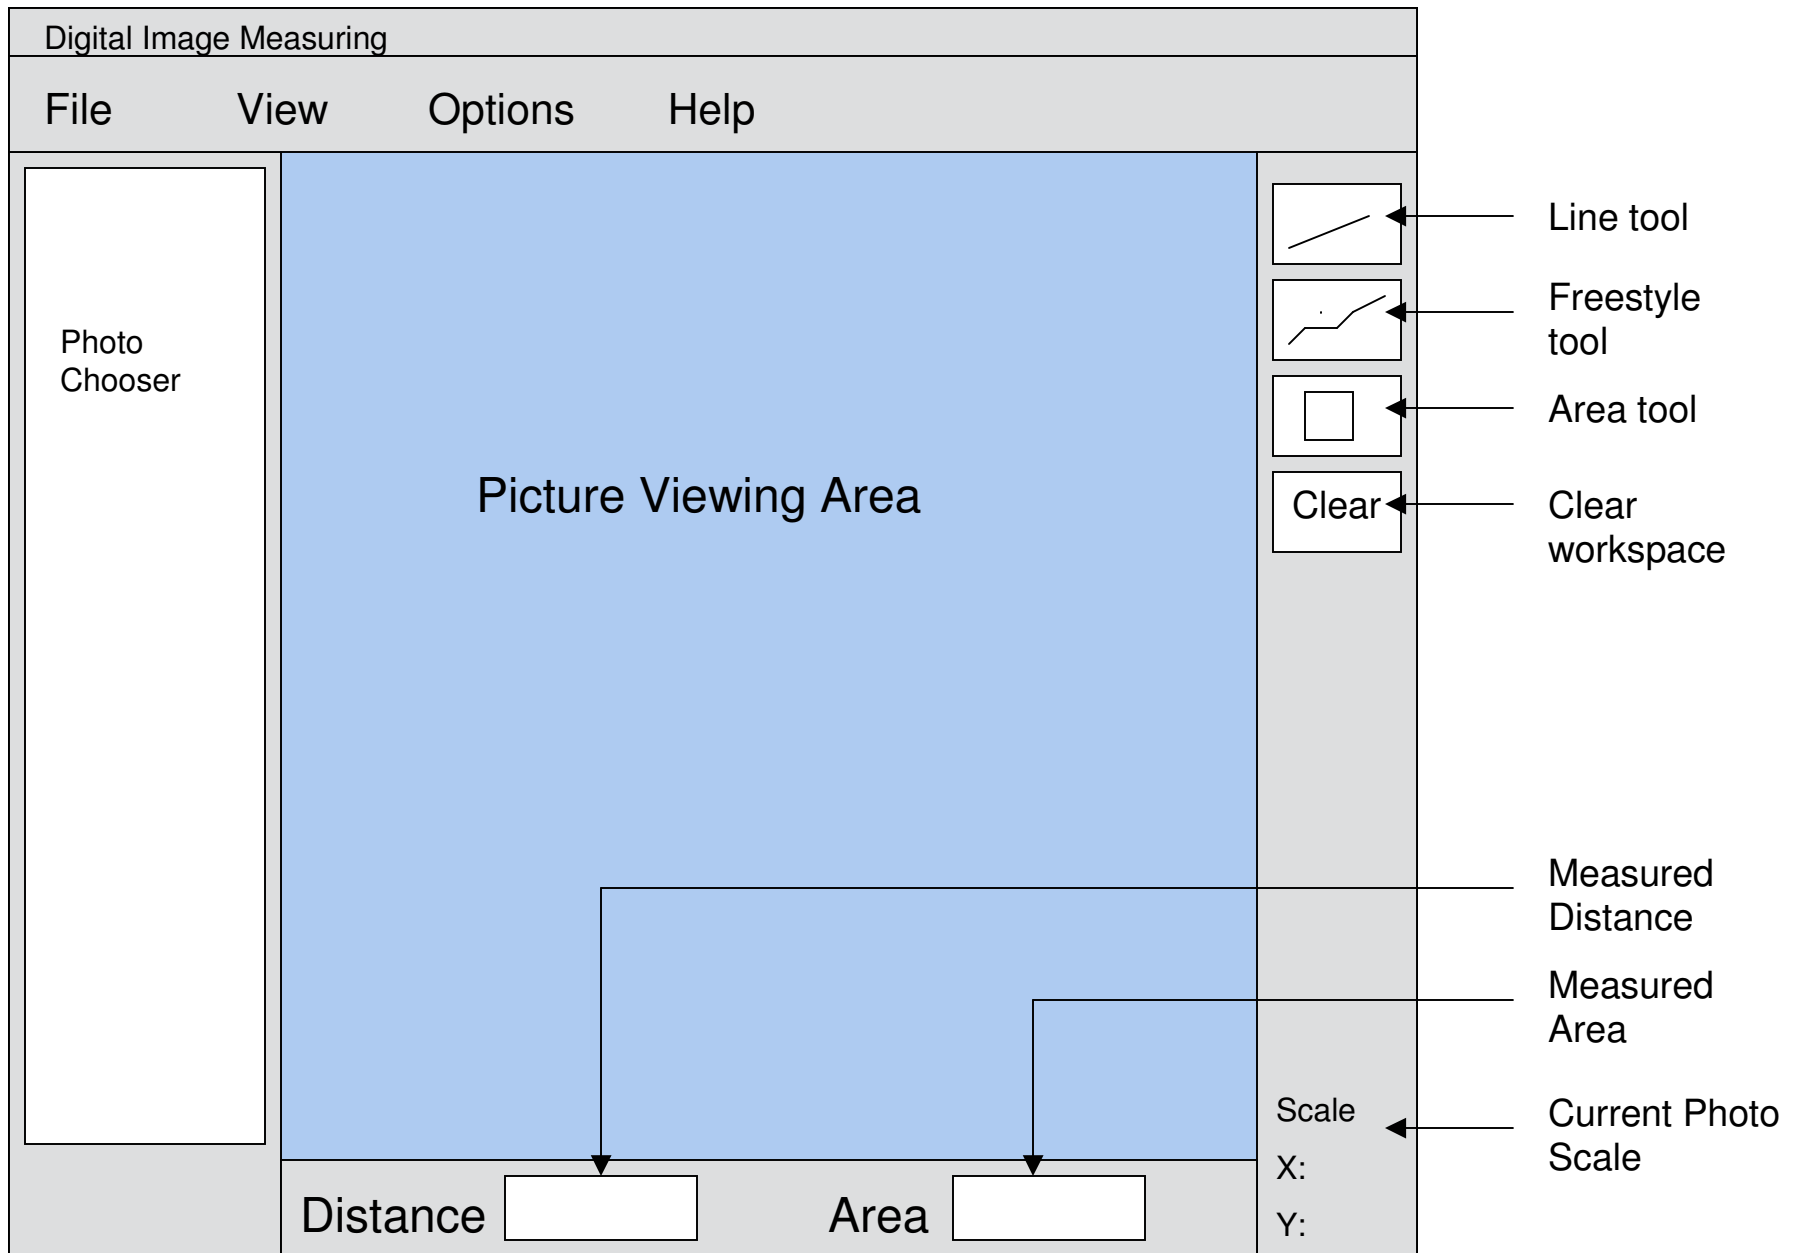 Digital Image Measuring
File View Options Help
Photo
Chooser
Picture Viewing Area
Clear
Line tool
Freestyle
tool
Area tool
Clear
workspace
Measured
Distance
Measured
Area
Current Photo
Scale
Scale
X:
Y:
Distance
Area